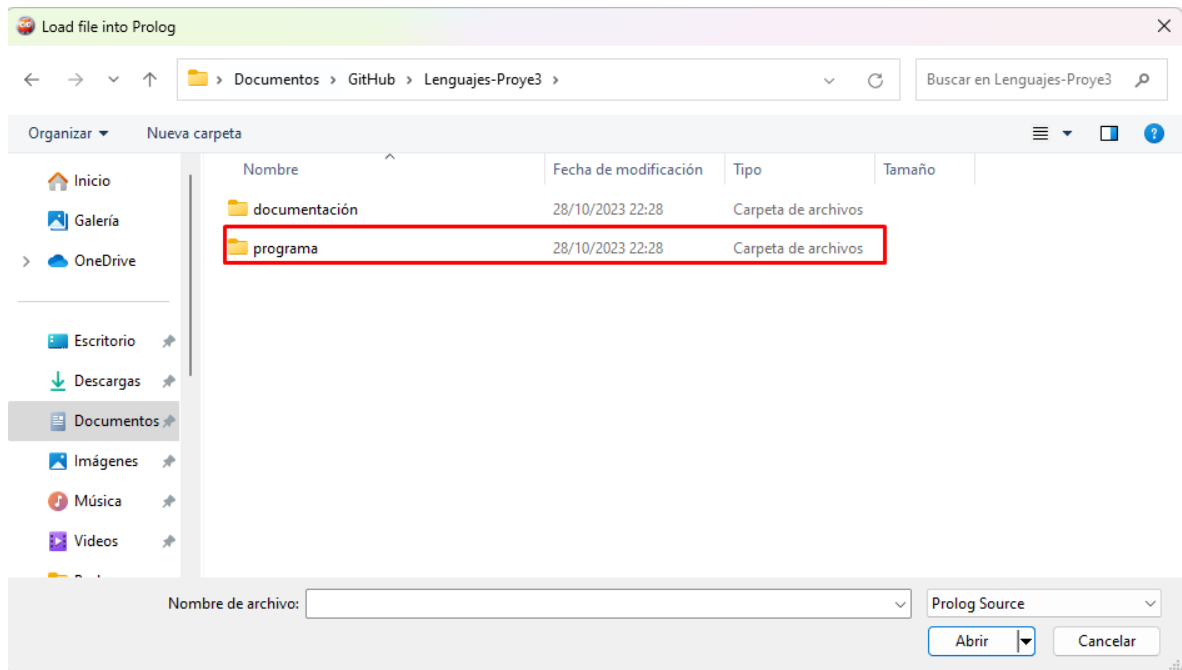 Load file into Prolog
Documentos > GitHub > Lenguajes-Proye3 >
Buscar en Lenguajes-Proye3
Organizar
Nueva carpeta
Nombre
Fecha de modificación
Tipo
Tamaño
Inicio
Galería
OneDrive
Escritorio
Descargas
Documentos
Imágenes
Música
Videos
documentación 28/10/2023 22:28 Carpeta de archivos
programa 28/10/2023 22:28 Carpeta de archivos
Nombre de archivo:
Prolog Source
Abrir
Cancelar